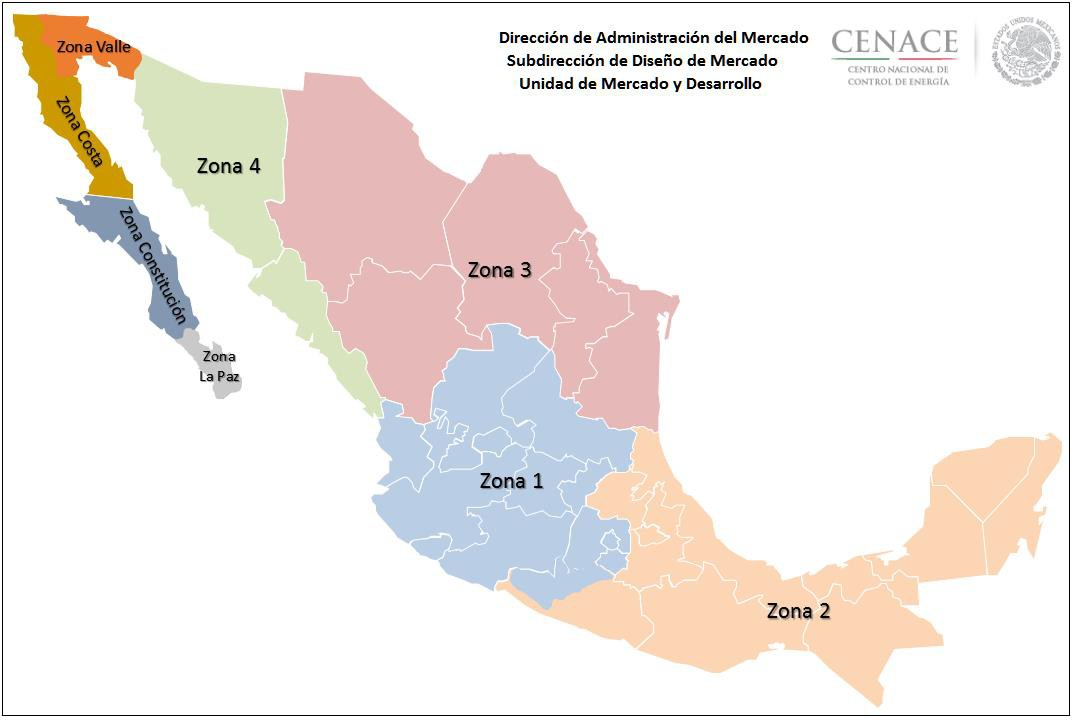 Dirección de Administración del Mercado
Subdirección de Diseño de Mercado
Unidad de Mercado y Desarrollo
CENACE
CENTRO NACIONAL DE
CONTROL DE ENERGÍA
ESTADOS UNIDOS MEXICANOS
Zona Valle
Zona Costa
Zona 4
Zona Constitución
Zona 3
Zona
La Paz
Zona 1
Zona 2